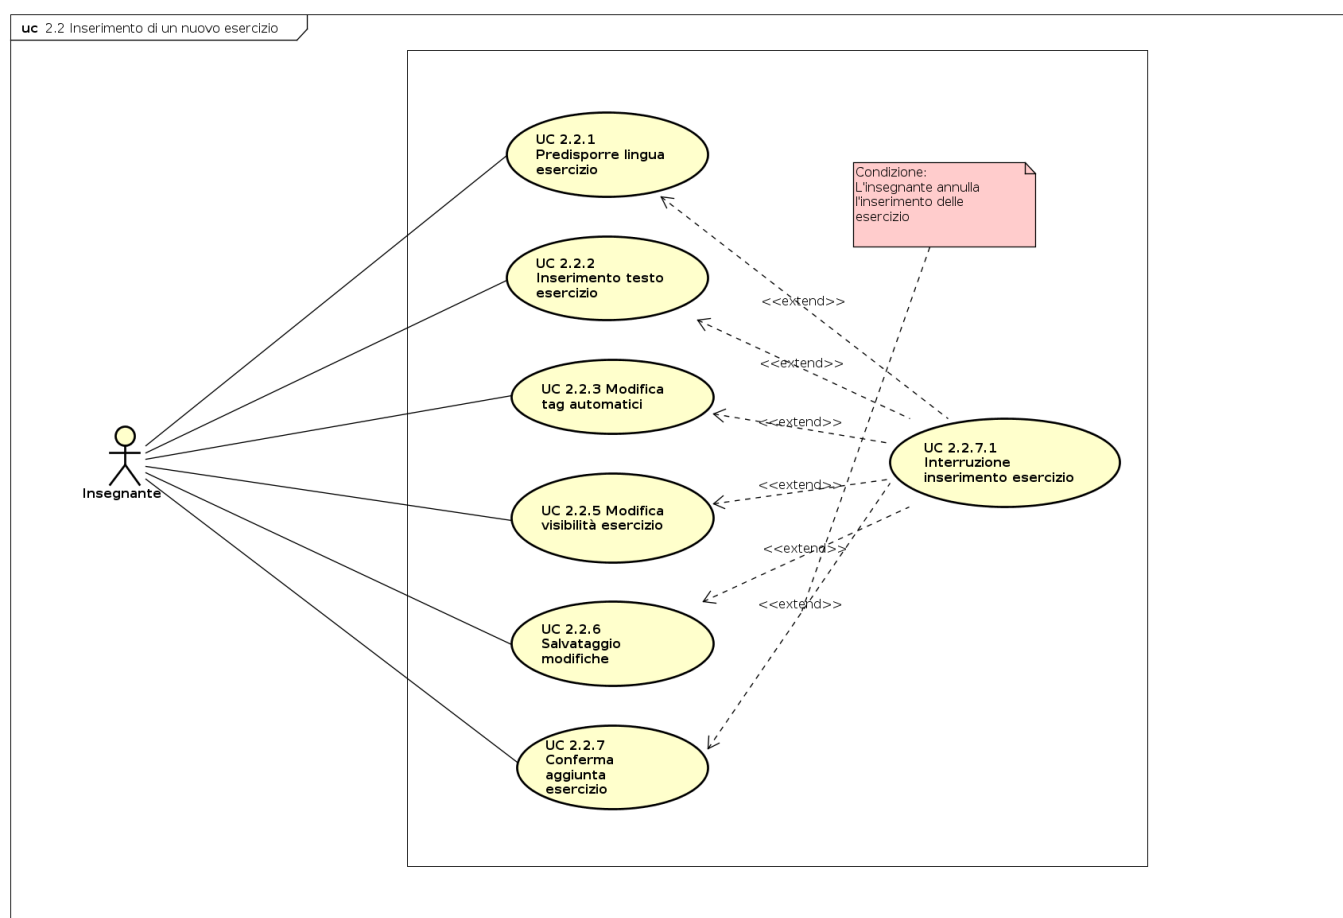 uc 2.2 Inserimento di un nuovo esercizio
UC 2.2.1
Predisporre lingua
esercizio
Condizione:
L'insegnante annulla
l'inserimento delle
esercizio
UC 2.2.2
Inserimento testo
esercizio
<<extend>>
<<extend>>
UC 2.2.3 Modifica
tag automatici
<<extend>>
UC 2.2.7.1
Interruzione
inserimento esercizio
Insegnante
<<extend>>
UC 2.2.5 Modifica
visibilità esercizio
<<extend>>
<<extend>>
UC 2.2.6
Salvataggio
modifiche
UC 2.2.7
Conferma
aggiunta
esercizio